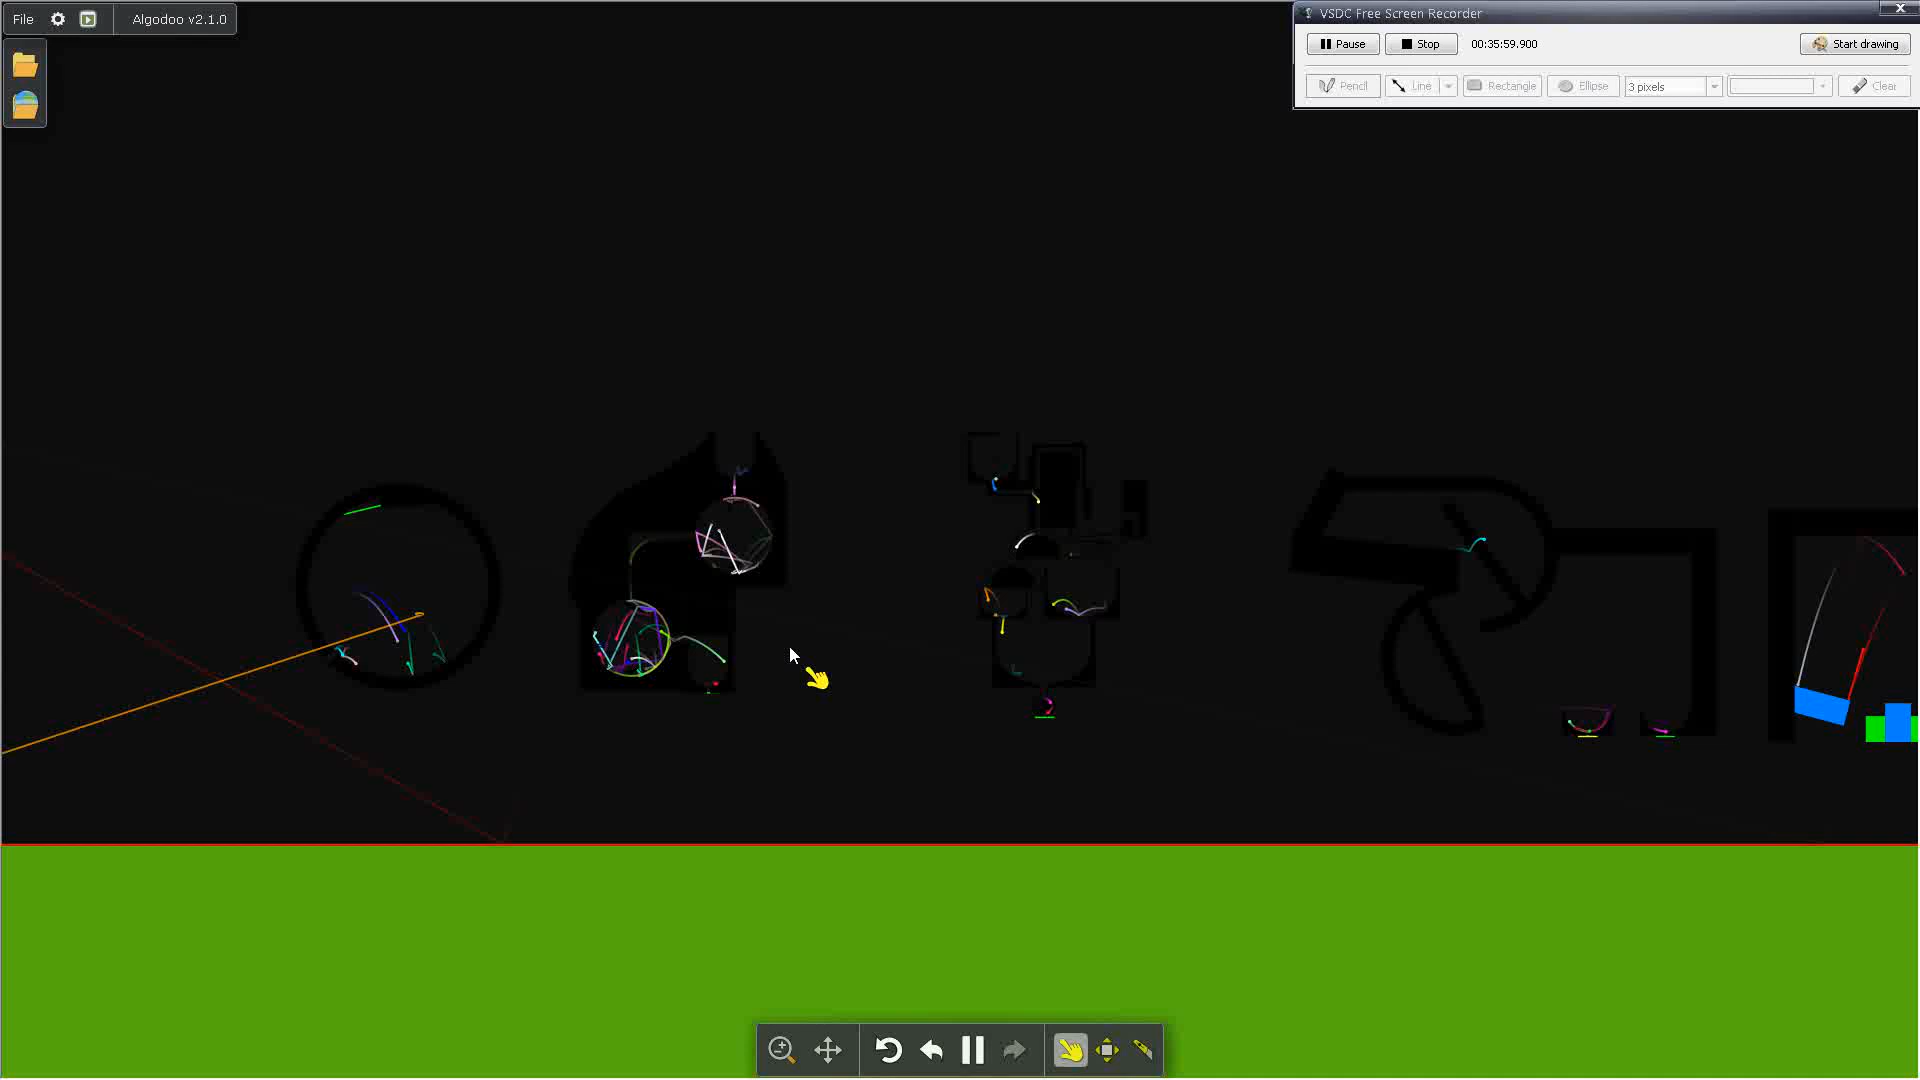 File
Algodoo v2.1.0
VSDC Free Screen Recorder
Pause
Stop
00:35:59.900
Start drawing
Pencil
Line
Rectangle
Ellipse
3 pixels
Clear